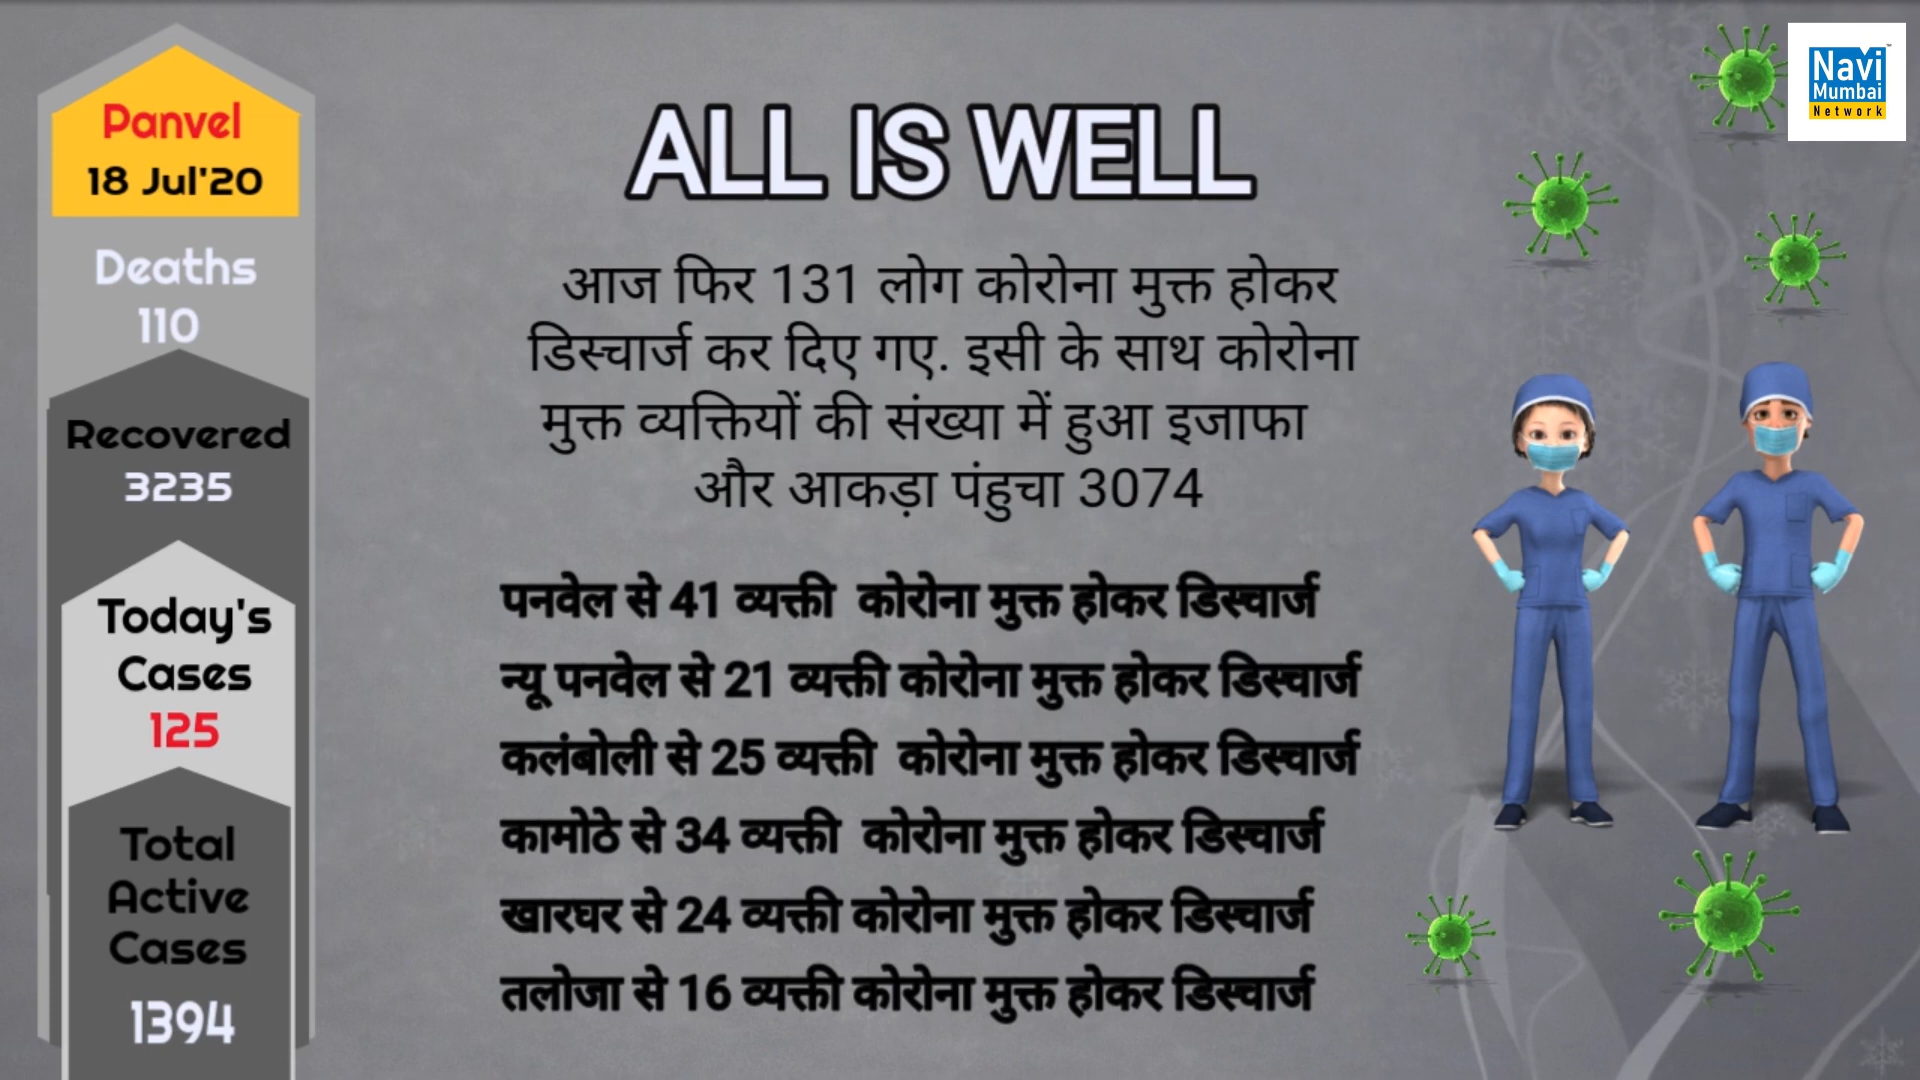 Panvel
18 Jul'20
Deaths
110
Recovered
3235
Today's
Cases
125
Total
Active
Cases
1394
ALL IS WELL
आज फिर 131 लोग कोरोना मुक्त होकर
डिस्चार्ज कर दिए गए. इसी के साथ कोरोना
मुक्त व्यक्तियों की संख्या में हुआ इजाफा
और आकड़ा पंहुचा 3074
पनवेल से 41 व्यक्ती कोरोना मुक्त होकर डिस्चार्ज
न्यू पनवेल से 21 व्यक्ती कोरोना मुक्त होकर डिस्चार्ज
कलंबोली से 25 व्यक्ती कोरोना मुक्त होकर डिस्चार्ज
कामोठे से 34 व्यक्ती कोरोना मुक्त होकर डिस्चार्ज
खारघर से 24 व्यक्ती कोरोना मुक्त होकर डिस्चार्ज
तलोजा से 16 व्यक्ती कोरोना मुक्त होकर डिस्चार्ज
Navi
Mumbai
Network